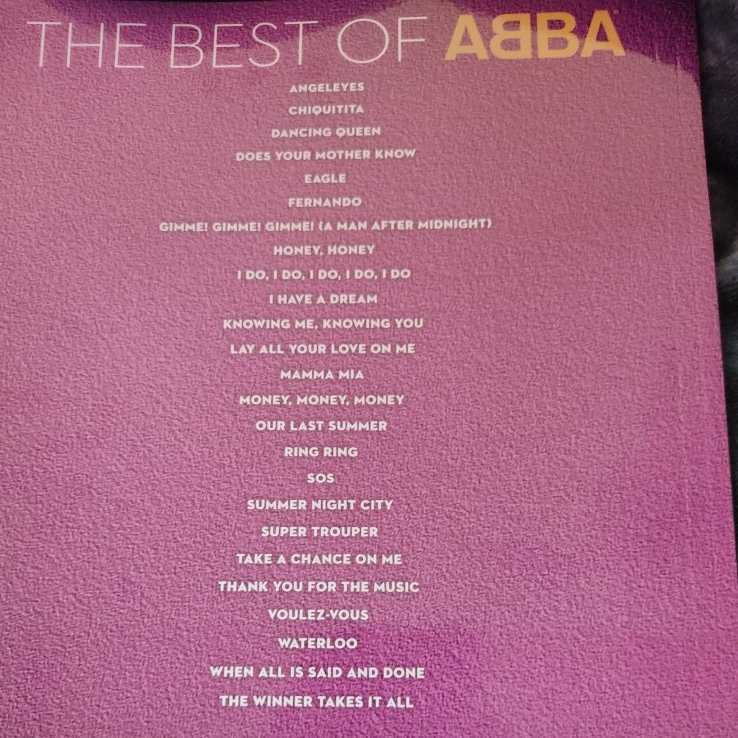 THE BEST OF ABBA
ANGELEYES
CHIQUITITA
DANCING QUEEN
DOES YOUR MOTHER KNOW
EAGLE
FERNANDO
GIMME! GIMME! GIMME! (A MAN AFTER MIDNIGHT)
HONEY, HONEY
I DO, I DO, I DO, I DO, I DO
I HAVE A DREAM
KNOWING ME, KNOWING YOU
LAY ALL YOUR LOVE ON ME
MAMMA MIA
MONEY, MONEY, MONEY
OUR LAST SUMMER
RING RING
SOS
SUMMER NIGHT CITY
SUPER TROUPER
TAKE A CHANCE ON ME
THANK YOU FOR THE MUSIC
VOULEZ-VOUS
WATERLOO
WHEN ALL IS SAID AND DONE
THE WINNER TAKES IT ALL